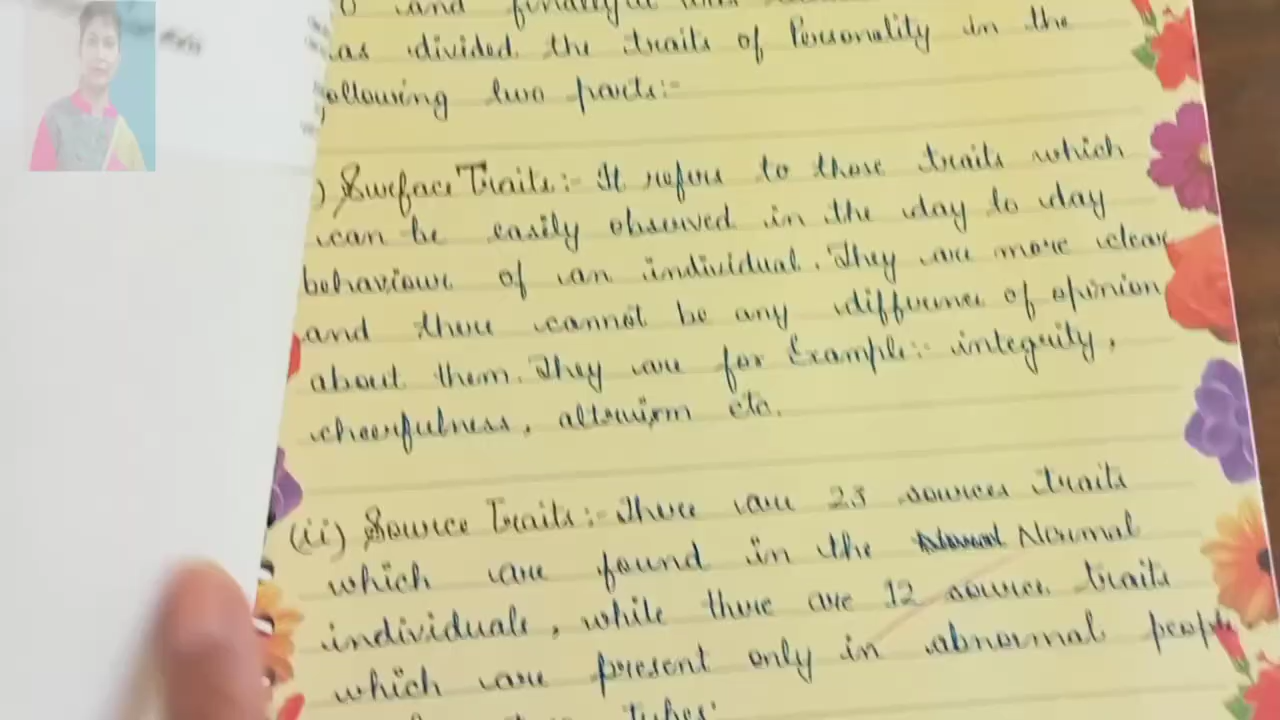 and finally
as divided the traits of Personality in the
following two parts:-
) Surface Traits:- It refers to those traits which
can be easily observed in the day to day
behaviour of an individual. They are more clear
and there cannot be any difference of opinion
about them. They are for Example:- integrity,
cheerfulness, altruism etc.
(ii) Source Traits:- There are 23 sources traits
which are found in the Normal
individuals, while there are 12 source traits
which are present only in abnormal people
types: